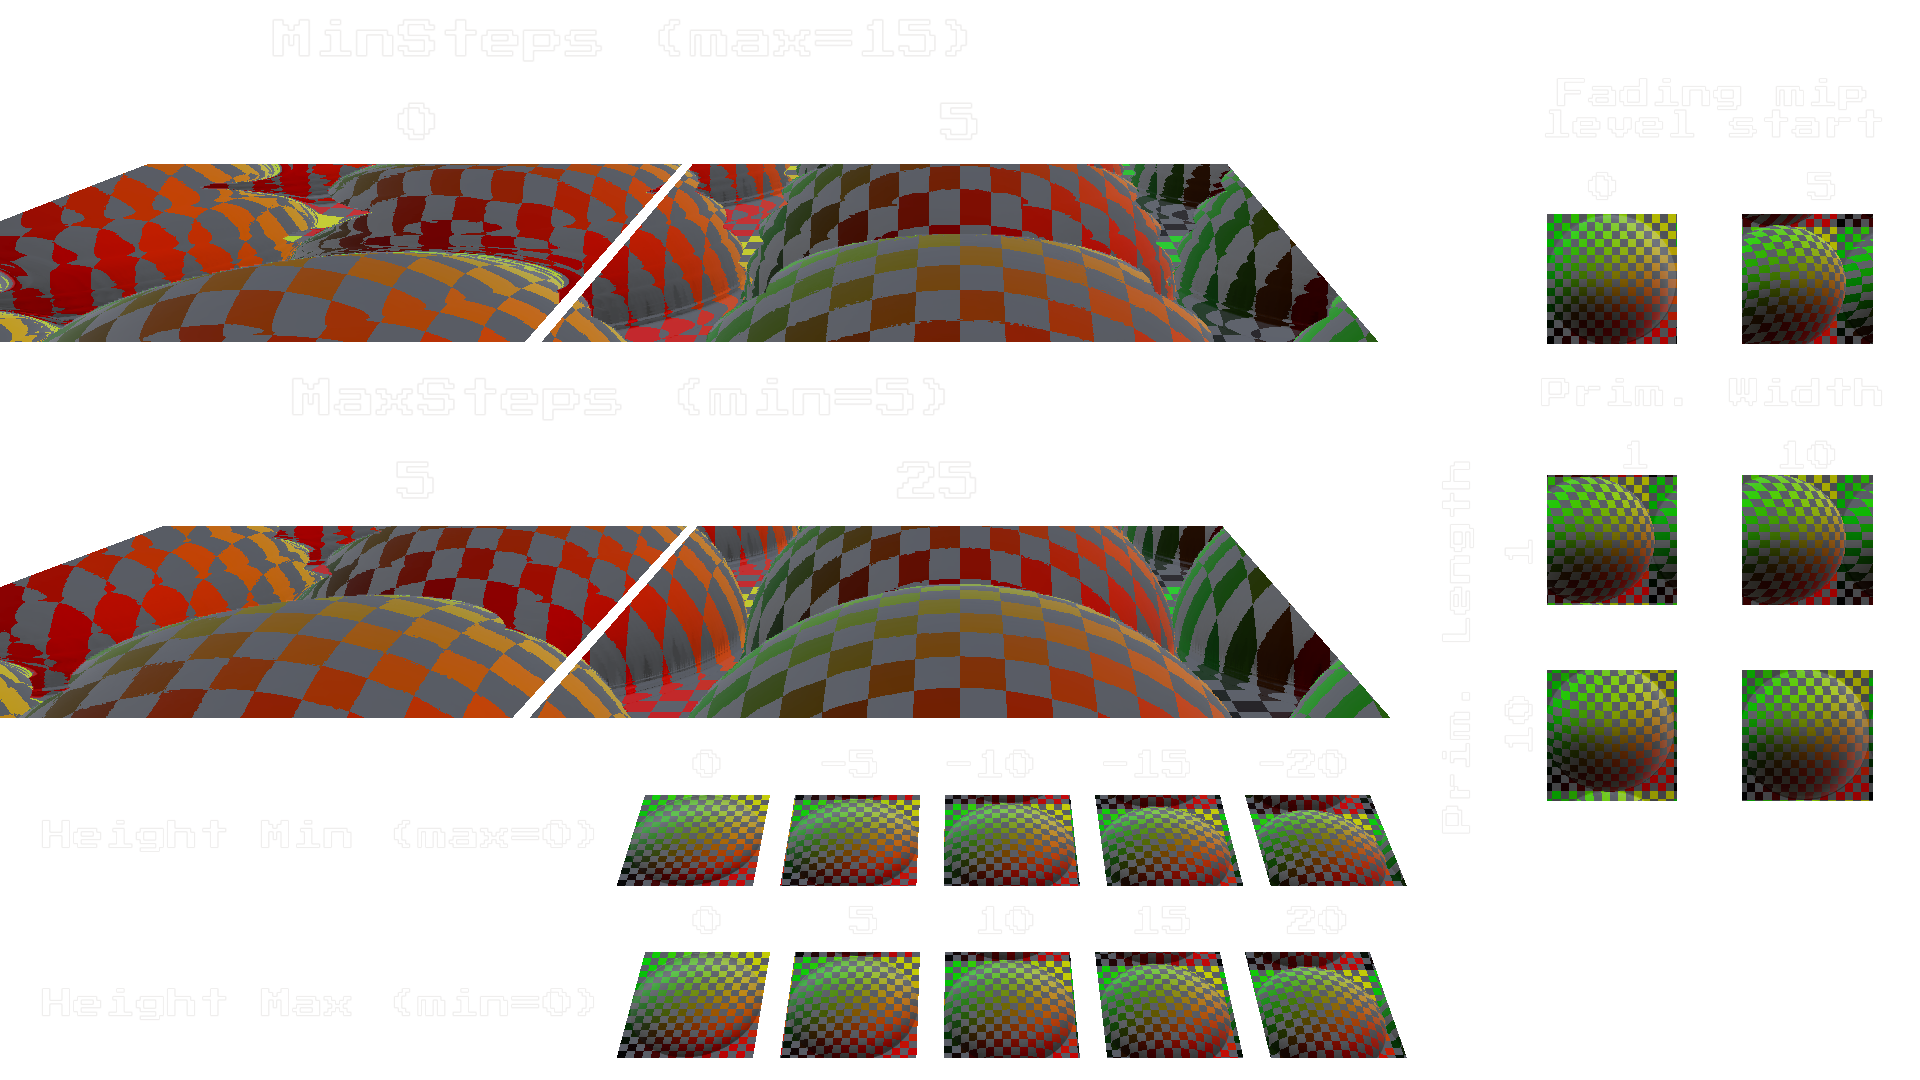 MinSteps (max=15)
0 5
MaxSteps (min=5)
5 25
Height Min (max=0)
0 -5 -10 -15 -20
Height Max (min=0)
0 5 10 15 20
Fading mip
level start
0 5
Prim. Width
1 10
Prim. Length
1
10